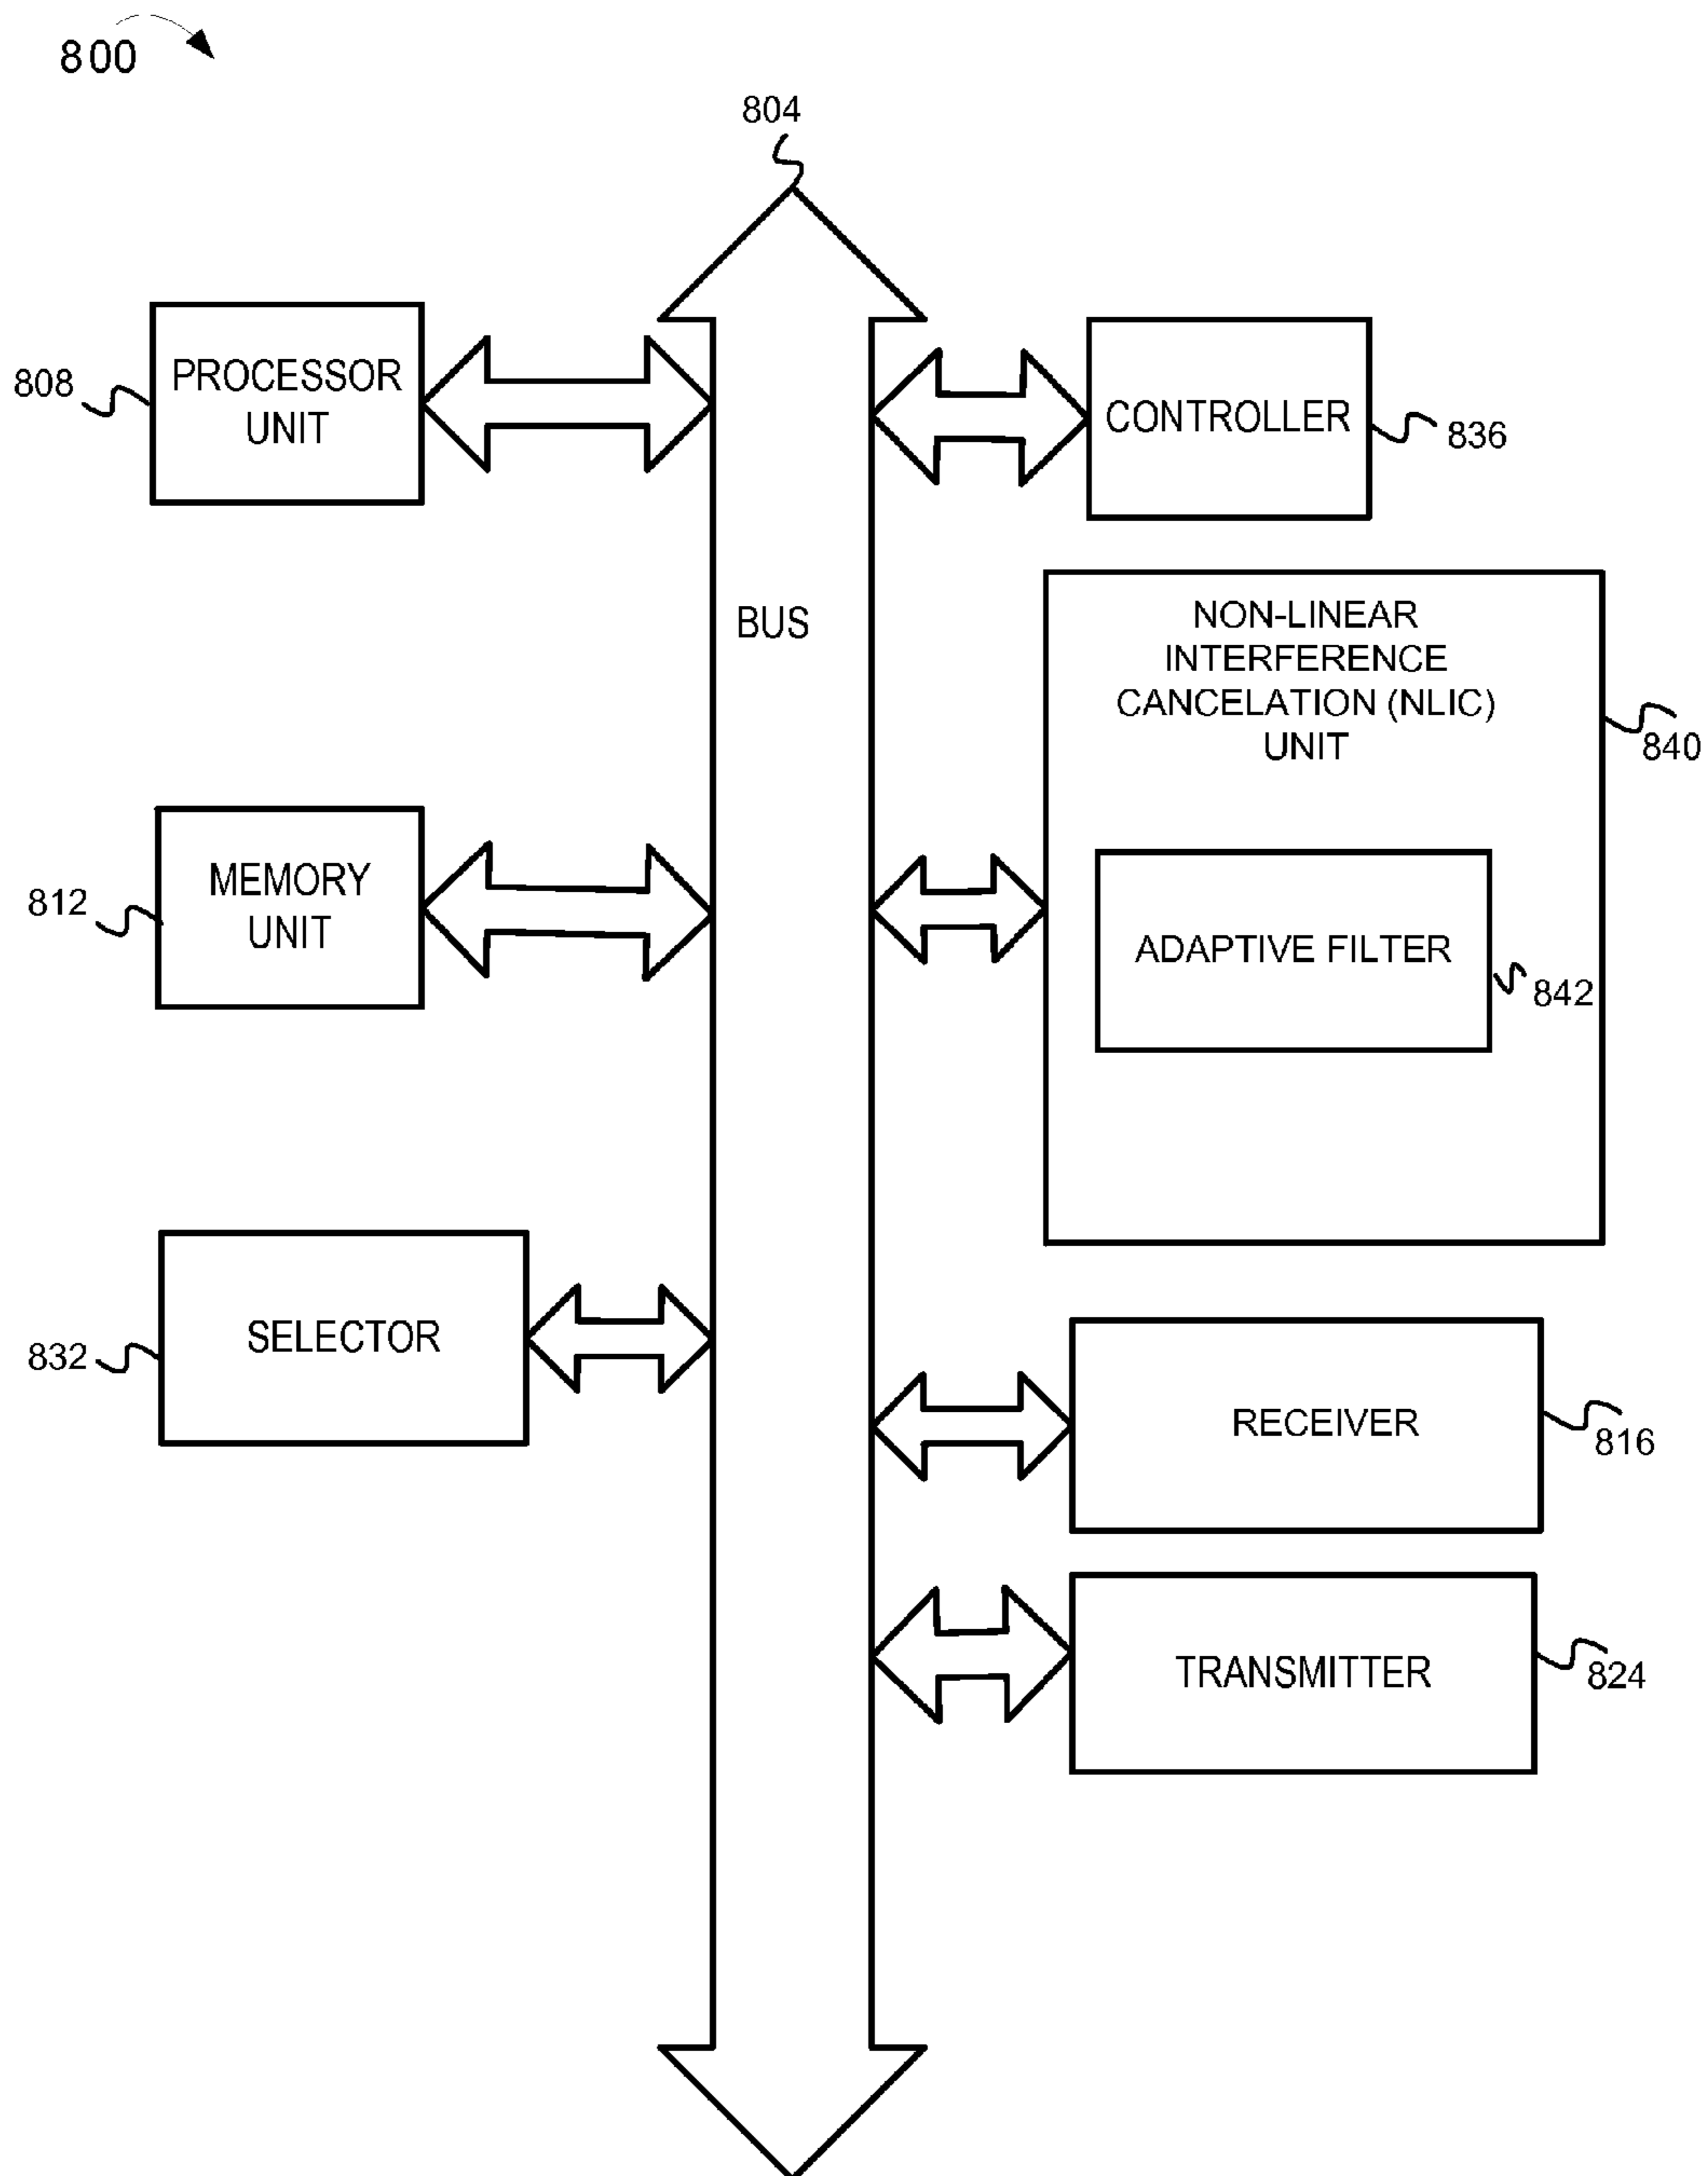 800
804
PROCESSOR
UNIT
808
CONTROLLER
836
BUS
NON-LINEAR
INTERFERENCE
CANCELATION (NLIC)
UNIT
840
MEMORY
UNIT
812
ADAPTIVE FILTER
842
SELECTOR
832
RECEIVER
816
TRANSMITTER
824